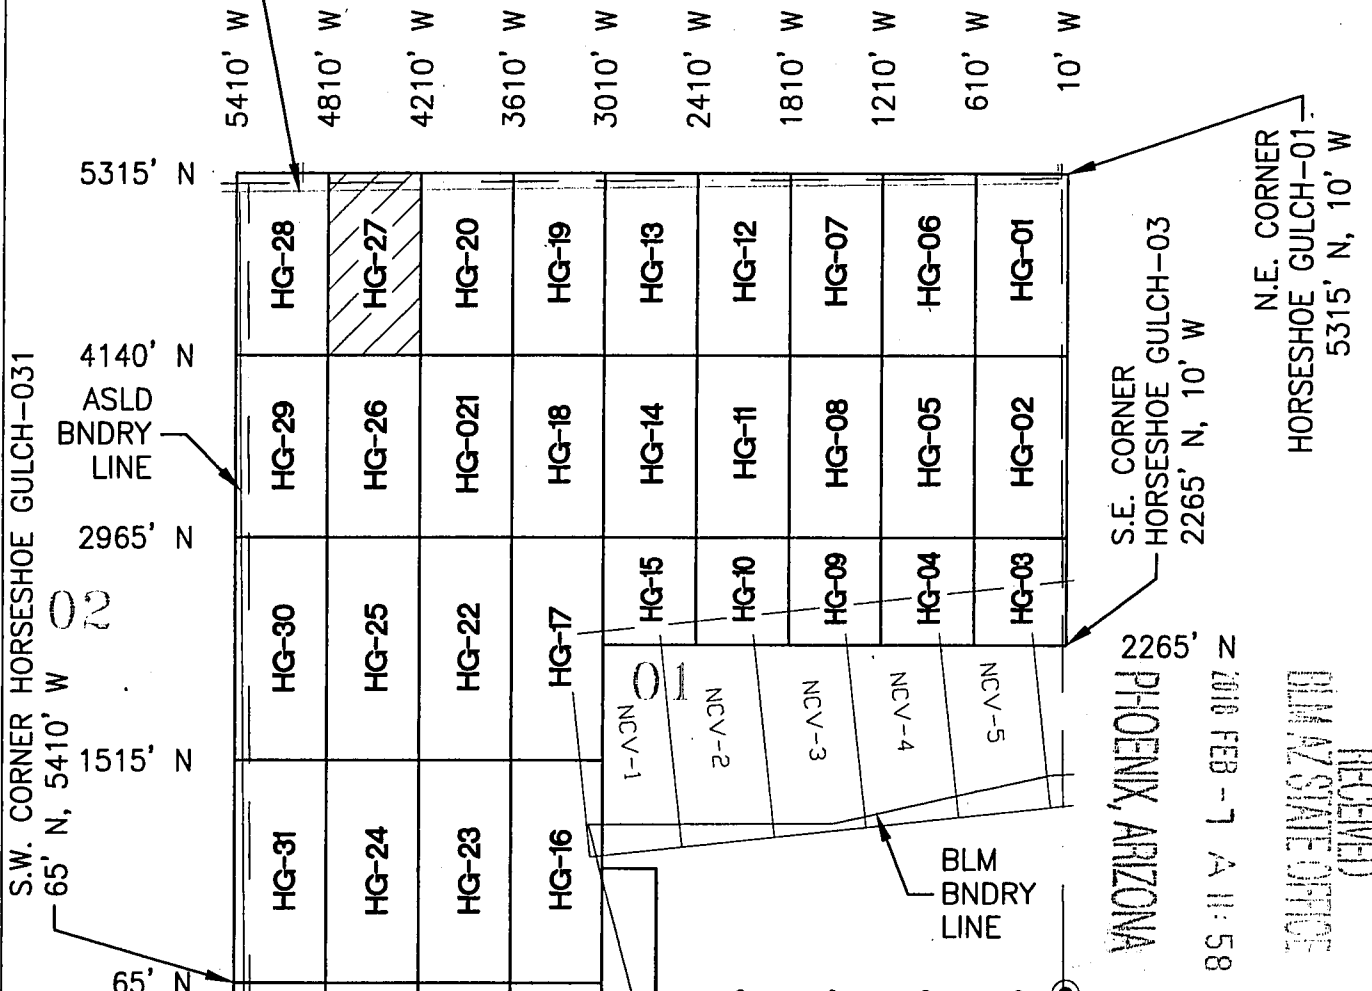 5410' W
4810' W
4210' W
3610' W
3010' W
2410' W
1810' W
1210' W
610' W
10' W
5315' N
HG-28
HG-27
HG-20
HG-19
HG-13
HG-12
HG-07
HG-06
HG-01
N.E. CORNER
HORSESHOE GULCH-01
5315' N, 10' W
4140' N
ASLD
BNDRY
LINE
HG-29
HG-26
HG-021
HG-18
HG-14
HG-11
HG-08
HG-05
HG-02
S.E. CORNER
HORSESHOE GULCH-03
2265' N, 10' W
2965' N
02
HG-30
HG-25
HG-22
HG-17
HG-15
HG-10
HG-09
HG-04
HG-03
2265' N
01
NCV-1
NCV-2
NCV-3
NCV-4
NCV-5
1515' N
HG-31
HG-24
HG-23
HG-16
BLM
BNDRY
LINE
S.W. CORNER HORSESHOE GULCH-031
65' N, 5410' W
65' N
RECEIVED
BLM AZ STATE OFFICE
2018 FEB -7 A 11: 58
PHOENIX, ARIZONA